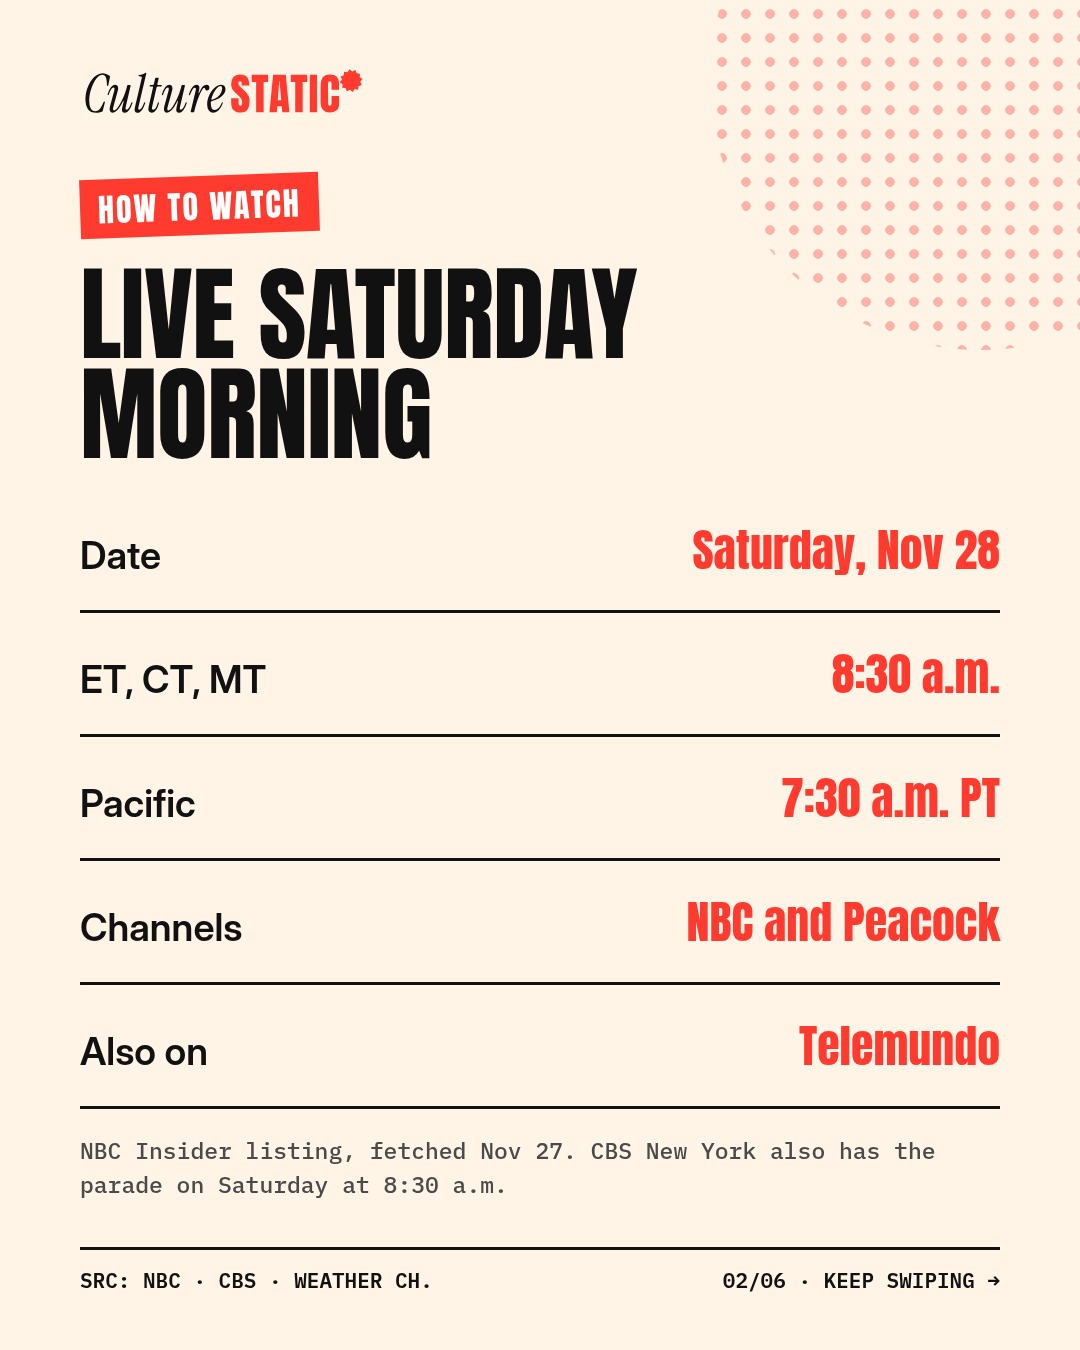 Culture STATIC
HOW TO WATCH
LIVE SATURDAY
MORNING
Date Saturday, Nov 28
ET, CT, MT 8:30 a.m.
Pacific 7:30 a.m. PT
Channels NBC and Peacock
Also on Telemundo
NBC Insider listing, fetched Nov 27. CBS New York also has the
parade on Saturday at 8:30 a.m.
SRC: NBC · CBS · WEATHER CH. 02/06 · KEEP SWIPING →